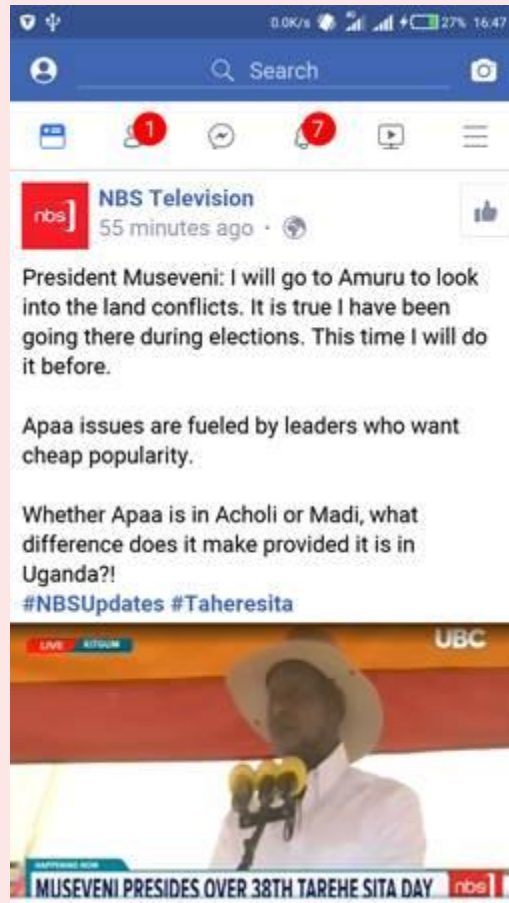 0.0K/s 4G 27% 16:47
Search
1
7
nbs
NBS Television
55 minutes ago ·
President Museveni: I will go to Amuru to look
into the land conflicts. It is true I have been
going there during elections. This time I will do
it before.
Apaa issues are fueled by leaders who want
cheap popularity.
Whether Apaa is in Acholi or Madi, what
difference does it make provided it is in
Uganda?!
#NBSUpdates #Taheresita
LIVE KITGUM
UBC
HAPPENING NOW
MUSEVENI PRESIDES OVER 38TH TAREHE SITA DAY nbs